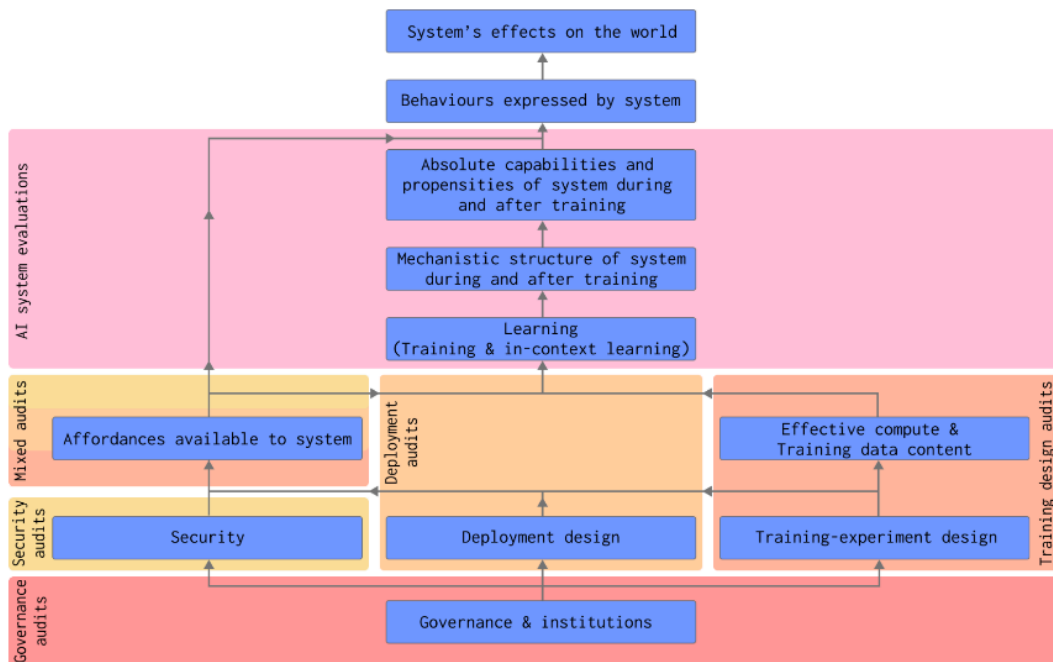 System's effects on the world
Behaviours expressed by system
AI system evaluations
Absolute capabilities and
propensities of system during
and after training
Mechanistic structure of system
during and after training
Learning
(Training & in-context learning)
Mixed audits
Affordances available to system
Deployment
audits
Effective compute &
Training data content
Training design audits
Security
audits
Security
Deployment design
Training-experiment design
Governance
audits
Governance & institutions